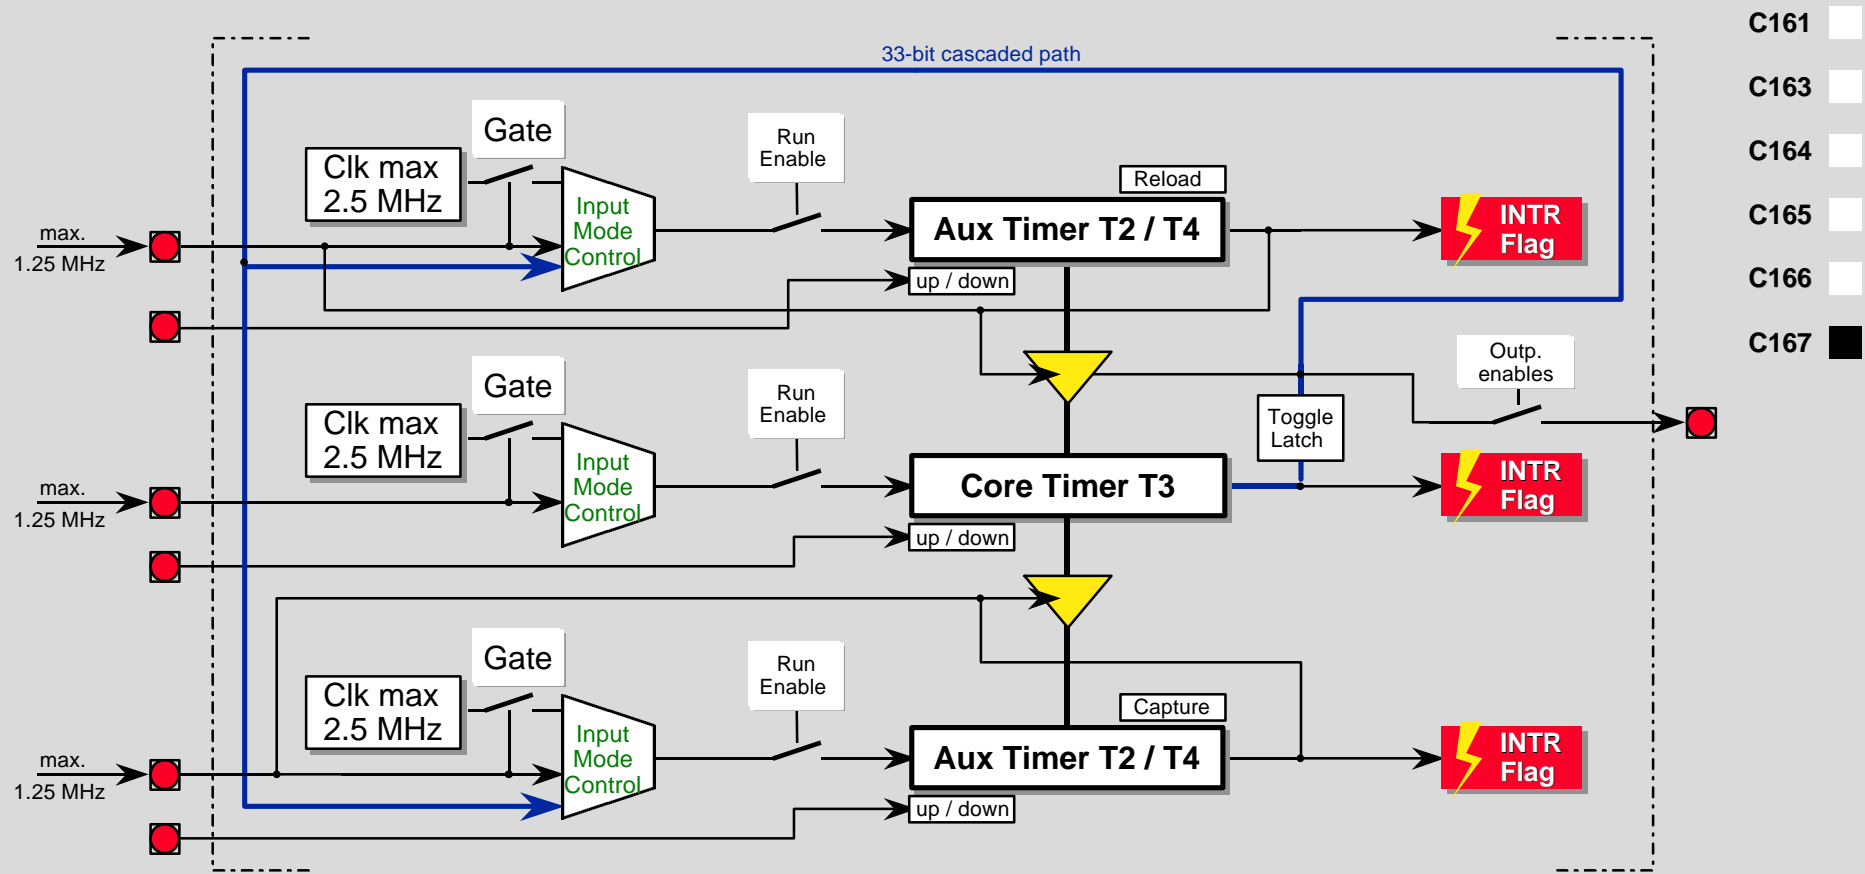 C161
33-bit cascaded path
C163
Gate
Run
Enable
Clk max
2.5 MHz
C164
Reload
Input
Mode
Control
Aux Timer T2 / T4
INTR
Flag
C165
max.
1.25 MHz
up / down
C166
C167
Outp.
enables
Gate
Run
Enable
Clk max
2.5 MHz
Toggle
Latch
Input
Mode
Control
Core Timer T3
INTR
Flag
max.
1.25 MHz
up / down
Gate
Run
Enable
Clk max
2.5 MHz
Capture
Input
Mode
Control
Aux Timer T2 / T4
INTR
Flag
max.
1.25 MHz
up / down